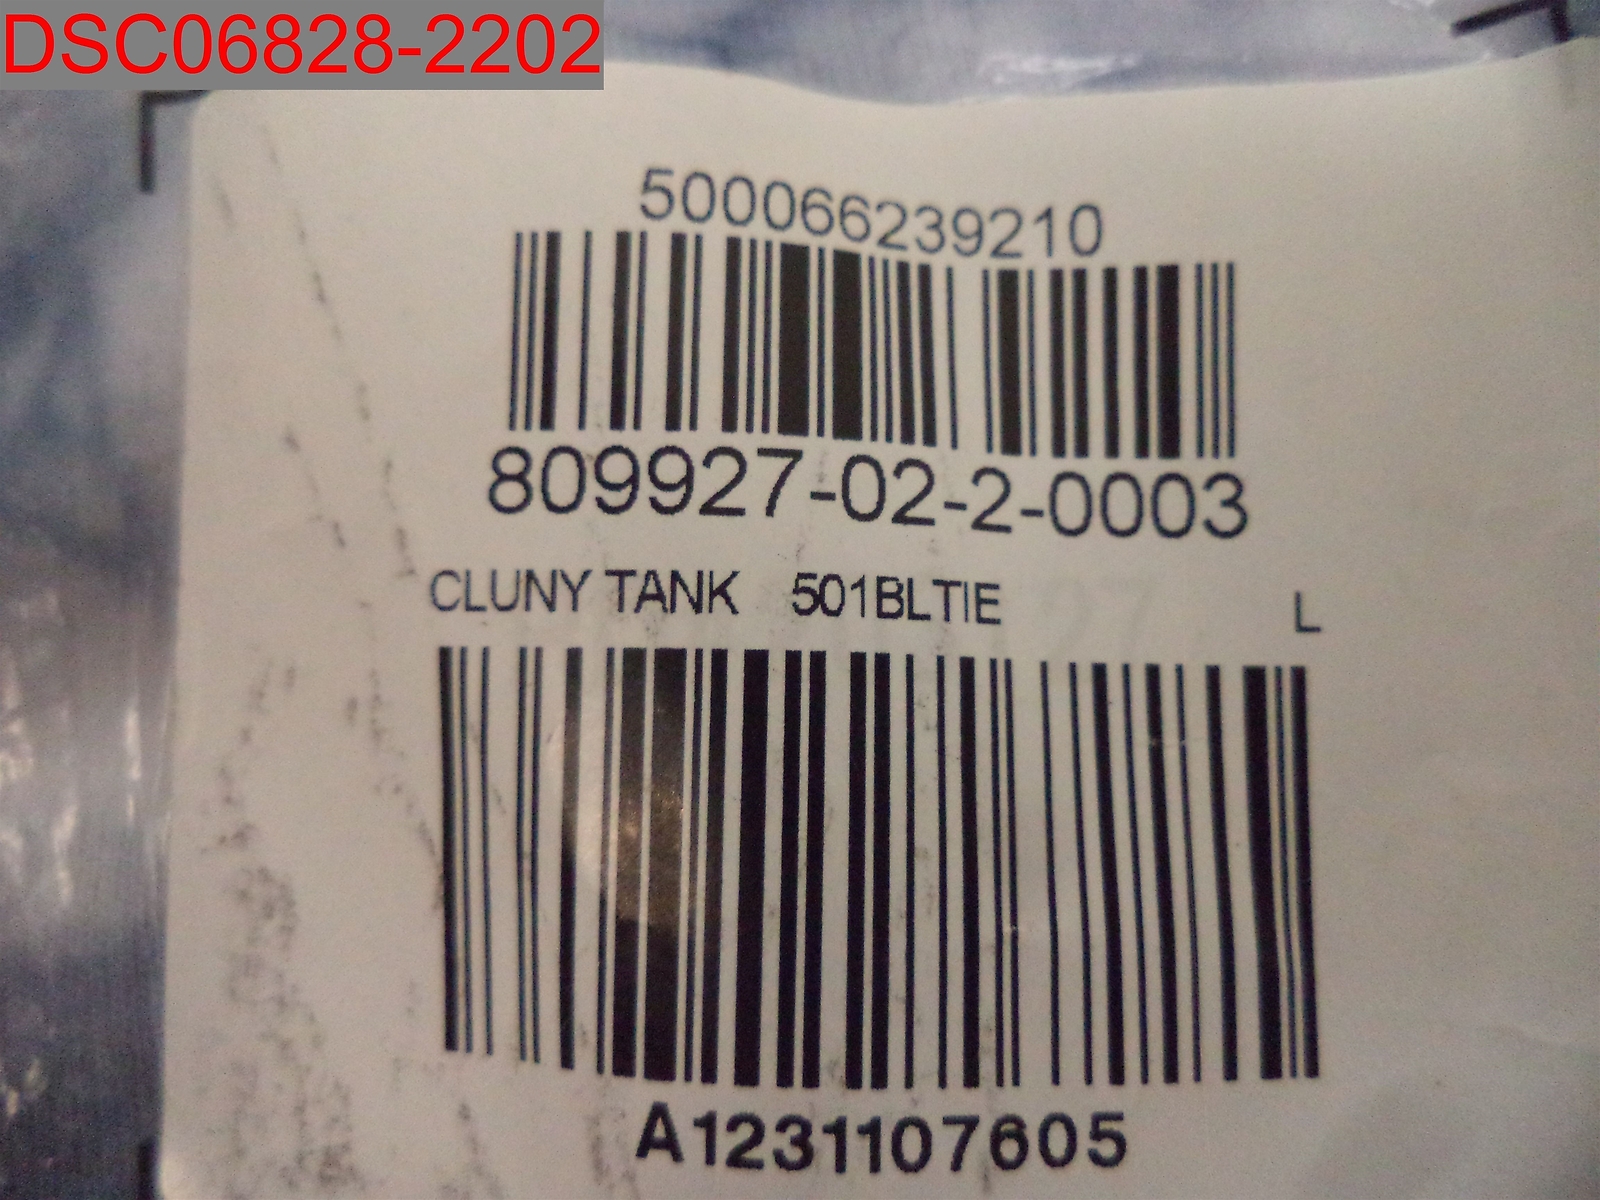 DSC06828-2202
500066239210
809927-02-2-0003
CLUNY TANK 501BLTIE L
A1231107605